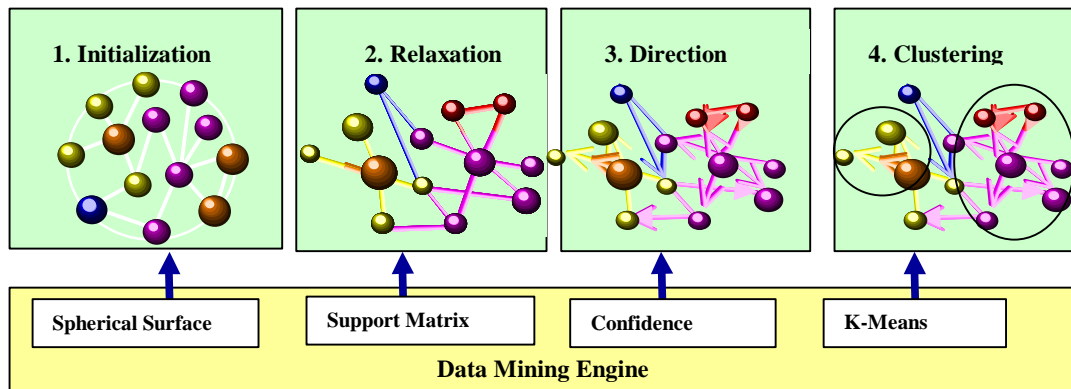 1. Initialization
2. Relaxation
3. Direction
4. Clustering
Spherical Surface
Support Matrix
Confidence
K-Means
Data Mining Engine